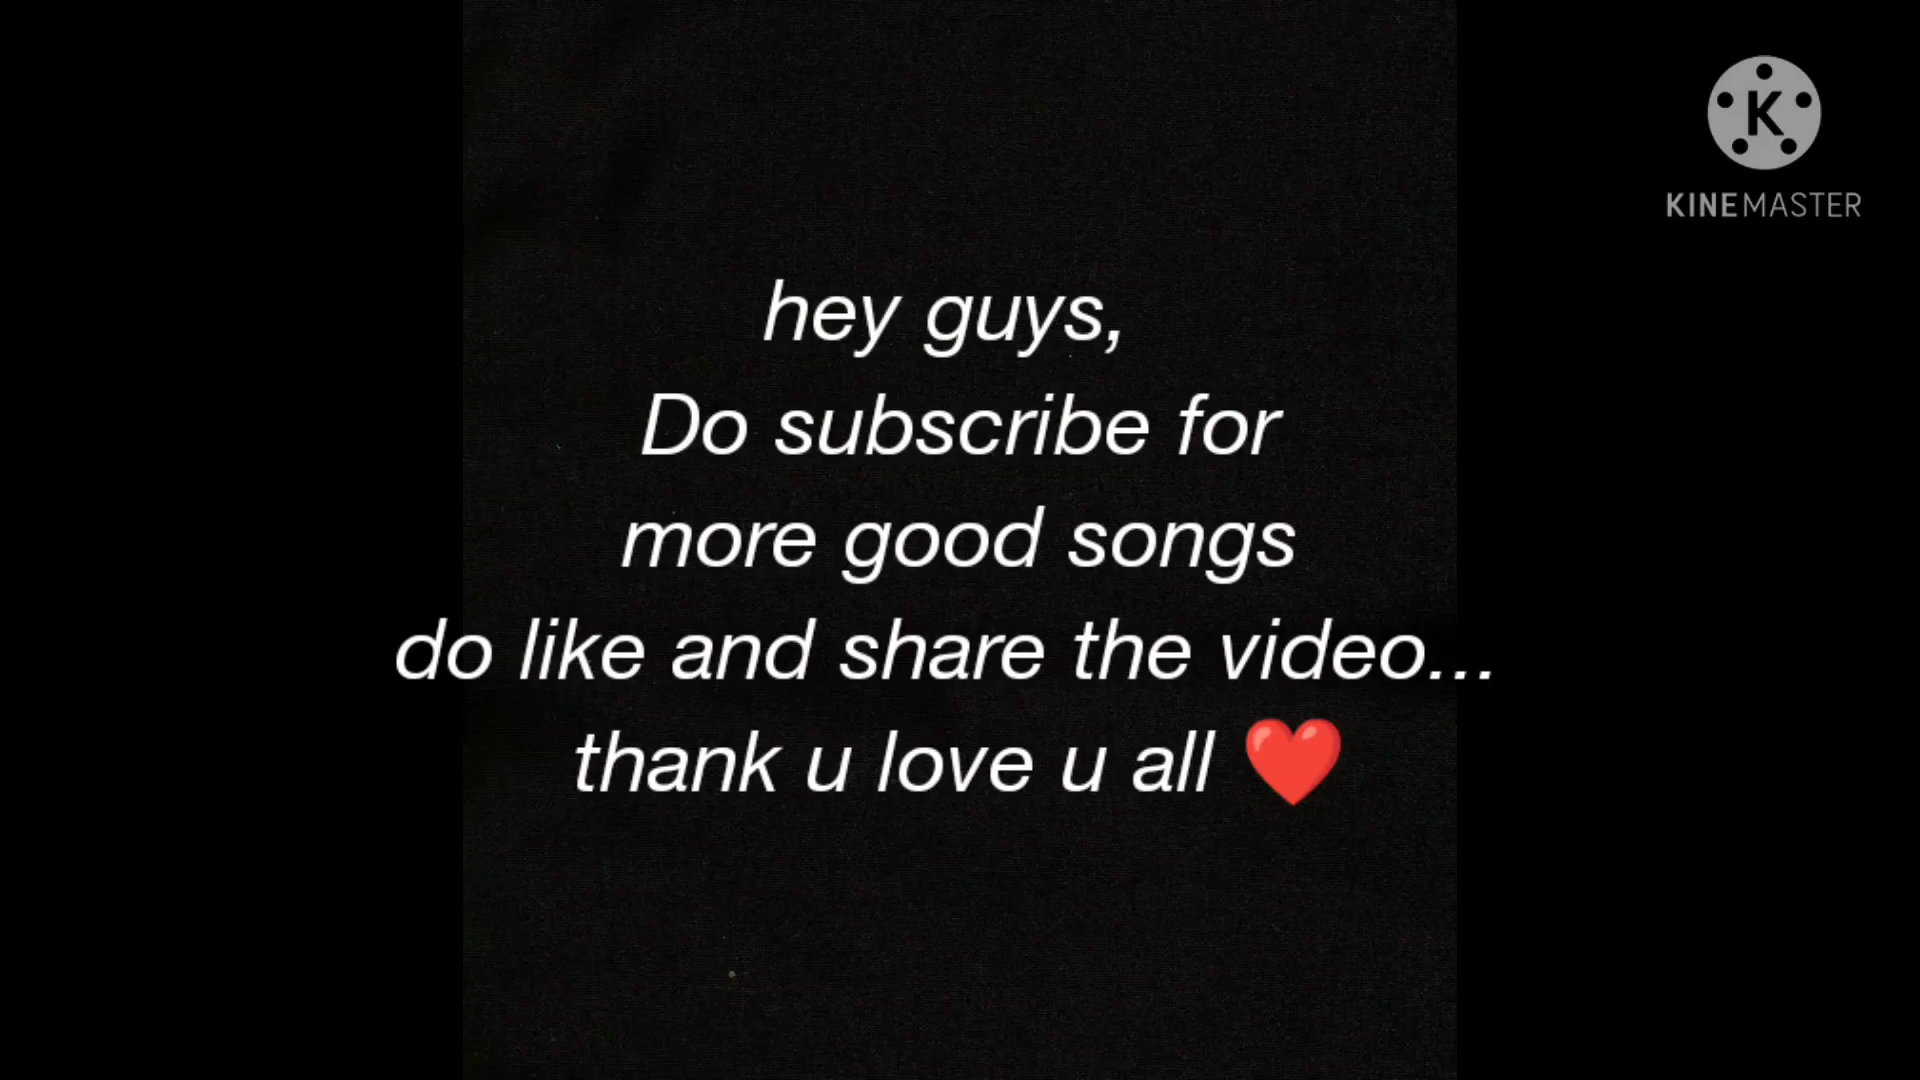 K
KINEMASTER
hey guys,
Do subscribe for
more good songs
do like and share the video...
thank u love u all ❤️